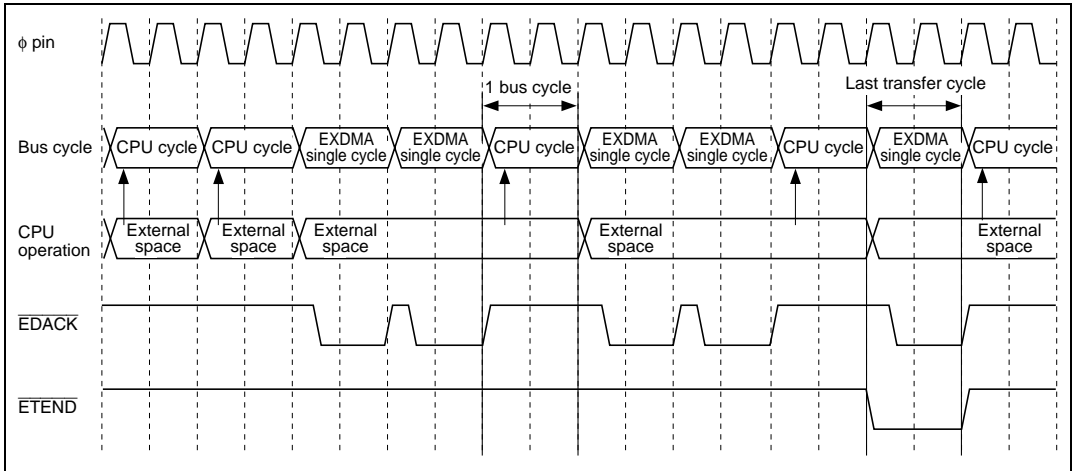 φ pin
1 bus cycle
Last transfer cycle
Bus cycle
CPU cycle
CPU cycle
EXDMA
single cycle
EXDMA
single cycle
CPU cycle
EXDMA
single cycle
EXDMA
single cycle
CPU cycle
EXDMA
single cycle
CPU cycle
CPU
operation
External
space
External
space
External
space
External
space
External
space
EDACK
ETEND